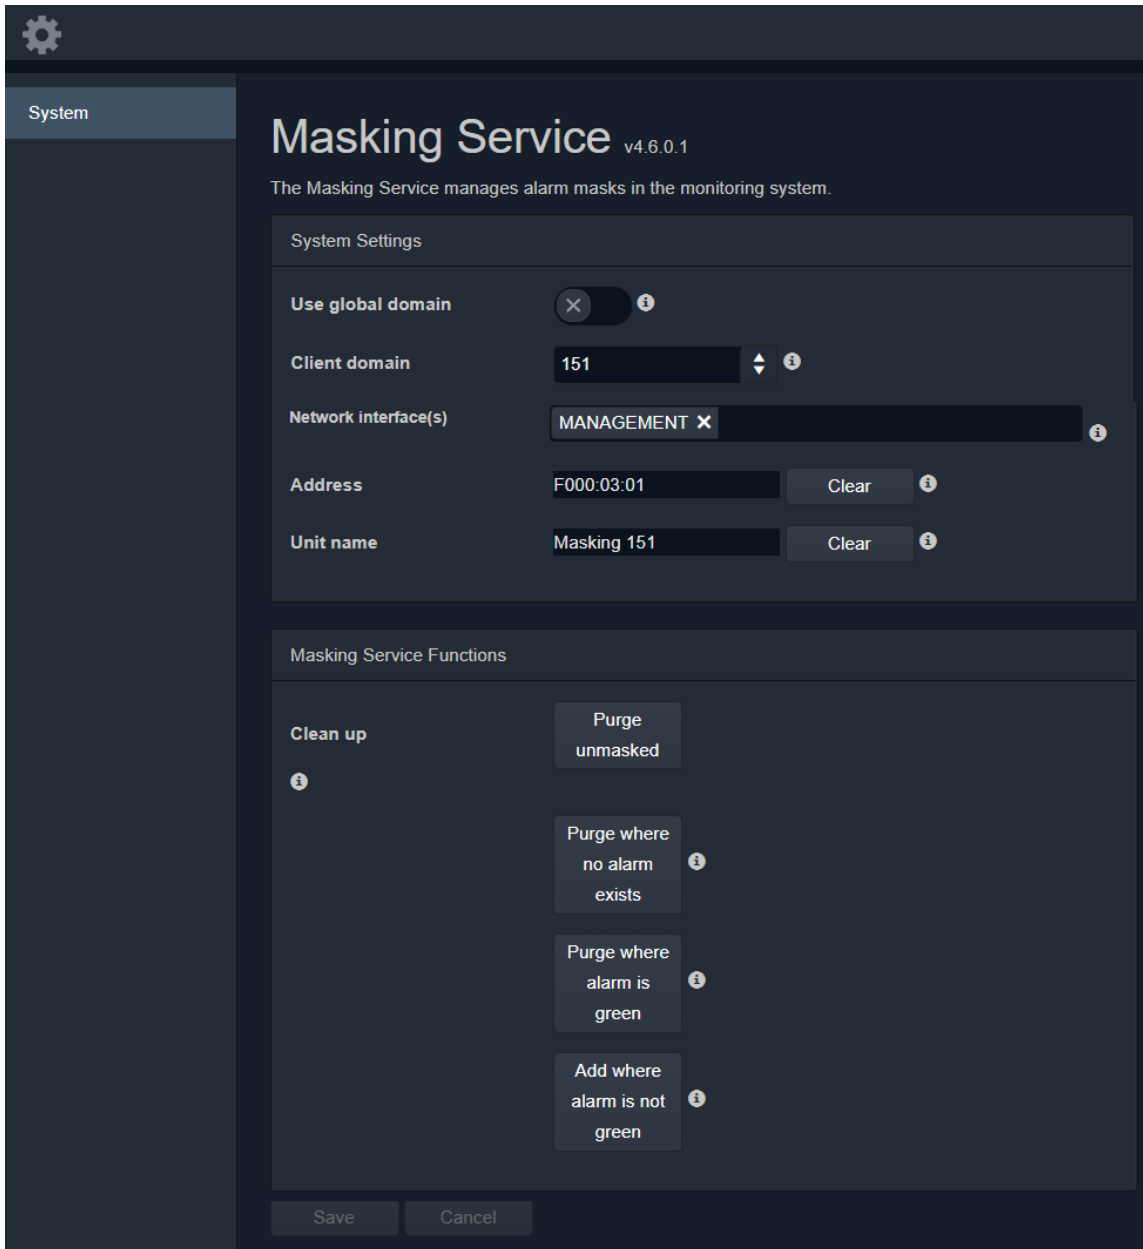 System
Masking Service v4.6.0.1
The Masking Service manages alarm masks in the monitoring system.
System Settings
Use global domain
Client domain
151
Network interface(s)
MANAGEMENT
Address
F000:03:01
Clear
Unit name
Masking 151
Clear
Masking Service Functions
Clean up
Purge
unmasked
Purge where
no alarm
exists
Purge where
alarm is
green
Add where
alarm is not
green
Save
Cancel